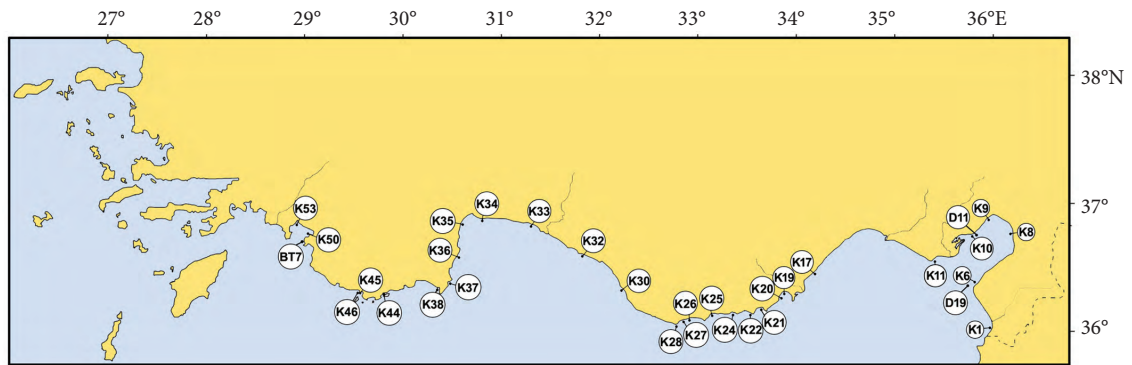 27° 28° 29° 30° 31° 32° 33° 34° 35° 36°E
38°N
37°N
36°N
K53
K50
BT7
K45
K46
K44
K35
K34
K36
K37
K38
K33
K32
K30
K26
K25
K28
K27
K24
K22
K21
K20
K19
K17
K9
D11
K10
K8
K11
K6
D19
K1